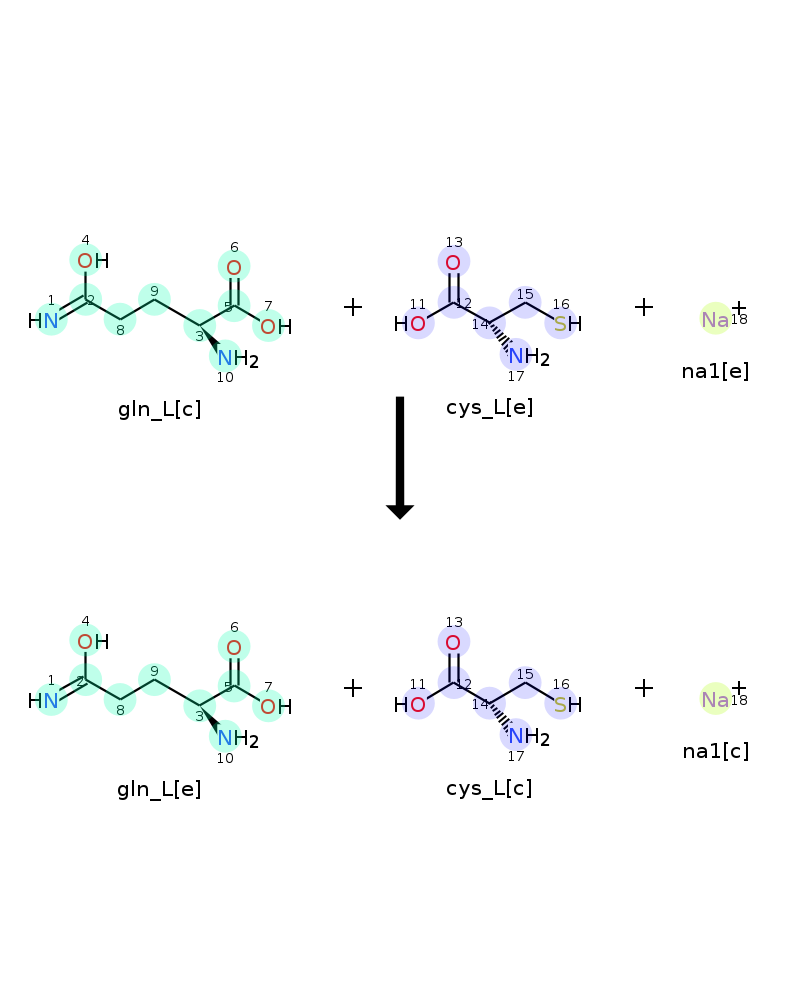 4 OH 1 HN 2 8 9 3 5 6 O 7 OH NH2 10
+
13 O 11 HO 12 14 15 16 SH NH2 17
+
Na+ 18
gln_L[c] cys_L[e] na1[e]
4 OH 1 HN 2 8 9 3 5 6 O 7 OH NH2 10
+
13 O 11 HO 12 14 15 16 SH NH2 17
+
Na+ 18
gln_L[e] cys_L[c] na1[c]